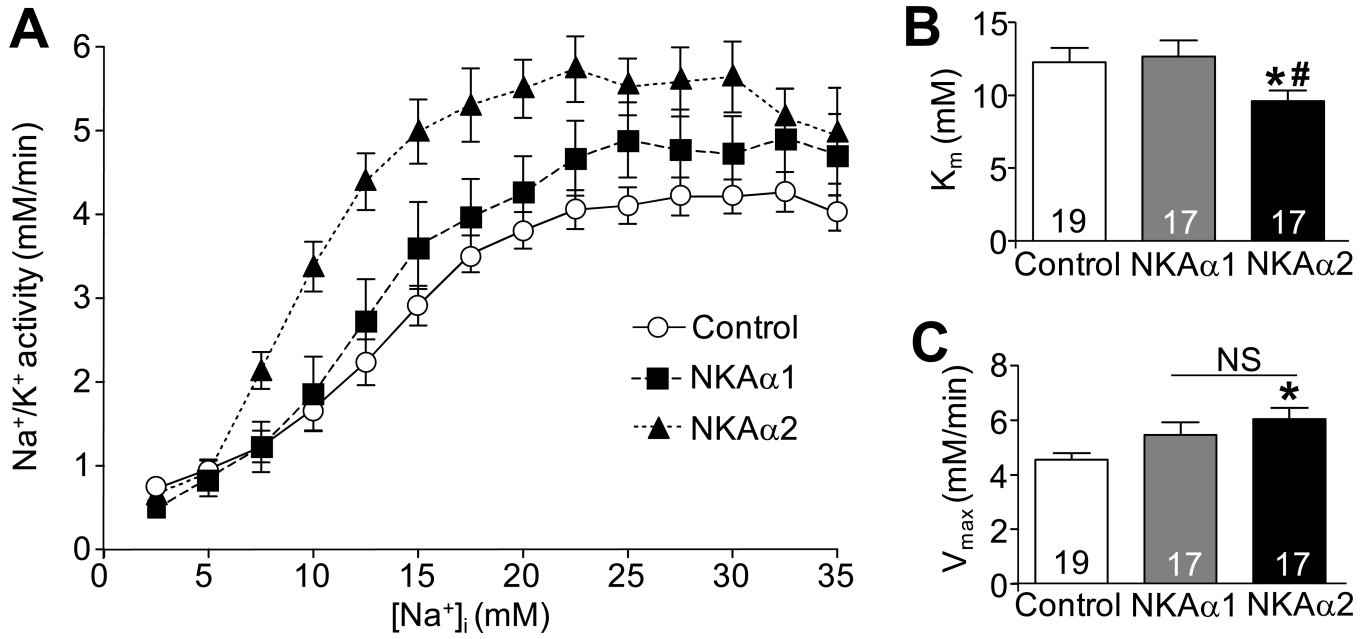 A
Na⁺/K⁺ activity (mM/min)
6
5
4
3
2
1
0
0 5 10 15 20 25 30 35
[Na⁺]ᵢ (mM)
Control
NKAα1
NKAα2
B
Kₘ (mM)
15
10
5
0
*#
19 17 17
Control NKAα1 NKAα2
C
Vₘₐₓ (mM/min)
8
6
4
2
0
NS
*
19 17 17
Control NKAα1 NKAα2